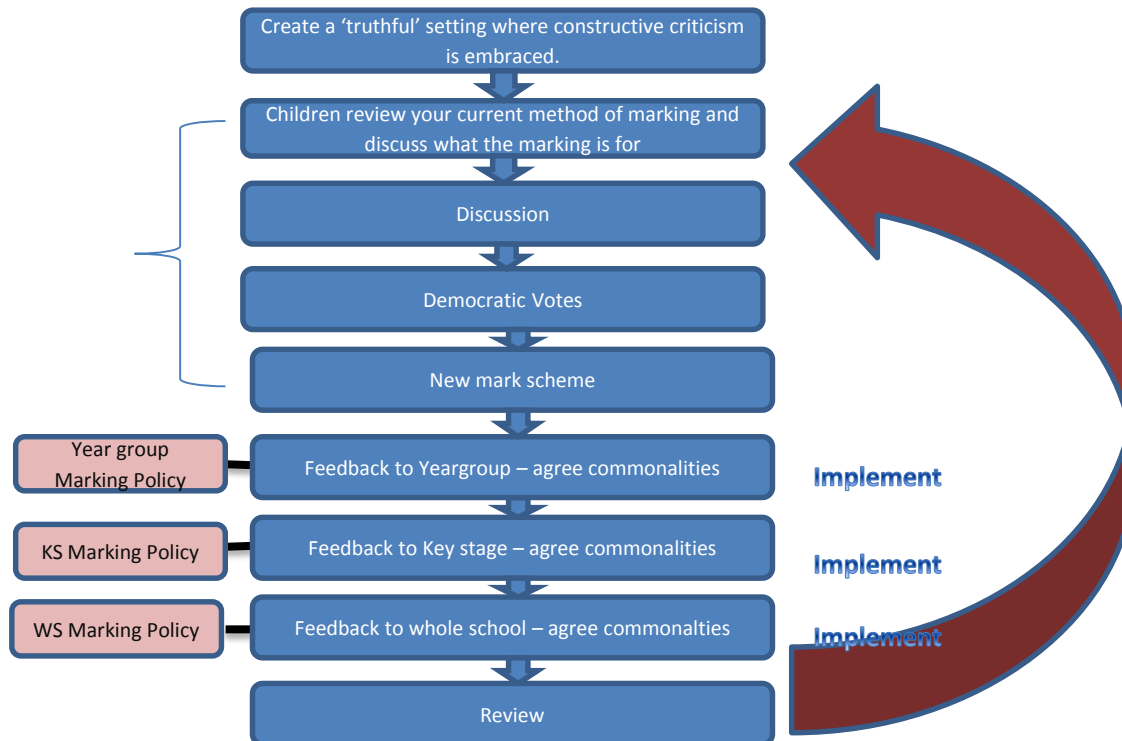 Create a ‘truthful’ setting where constructive criticism
is embraced.
Children review your current method of marking and
discuss what the marking is for
Discussion
Democratic Votes
New mark scheme
Year group
Marking Policy
Feedback to Yeargroup – agree commonalities
Implement
KS Marking Policy
Feedback to Key stage – agree commonalities
Implement
WS Marking Policy
Feedback to whole school – agree commonalties
Implement
Review